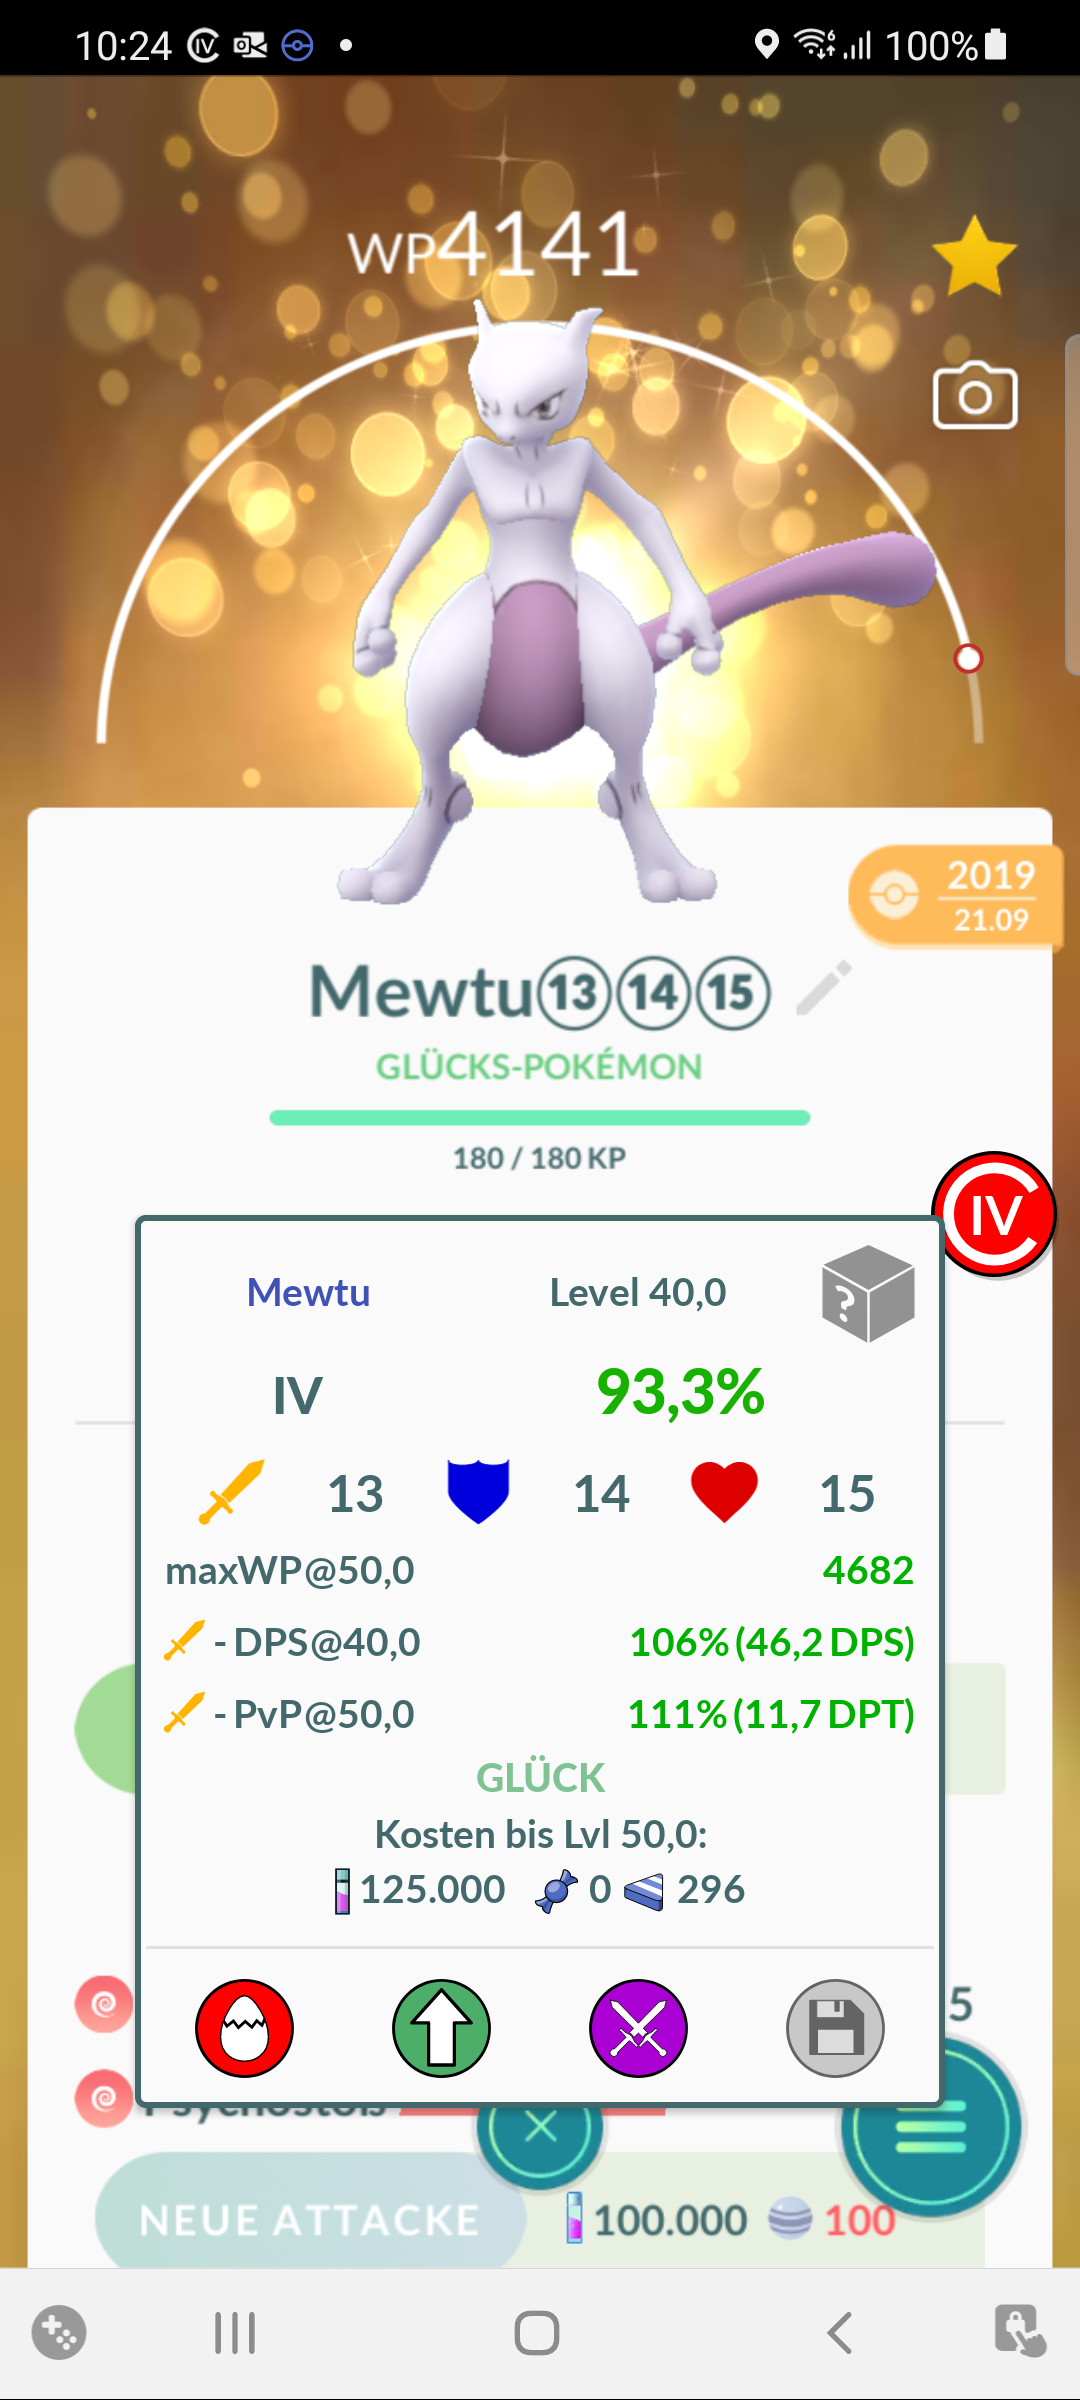 10:24
100%
WP4141
2019
21.09
Mewtu⑬⑭⑮
GLÜCKS-POKÉMON
180 / 180 KP
IV
Mewtu Level 40,0
?
IV 93,3%
13 14 15
maxWP@50,0 4682
- DPS@40,0 106% (46,2 DPS)
- PvP@50,0 111% (11,7 DPT)
GLÜCK
Kosten bis Lvl 50,0:
125.000 0 296
5
Psychostoß
NEUE ATTACKE 100.000 100